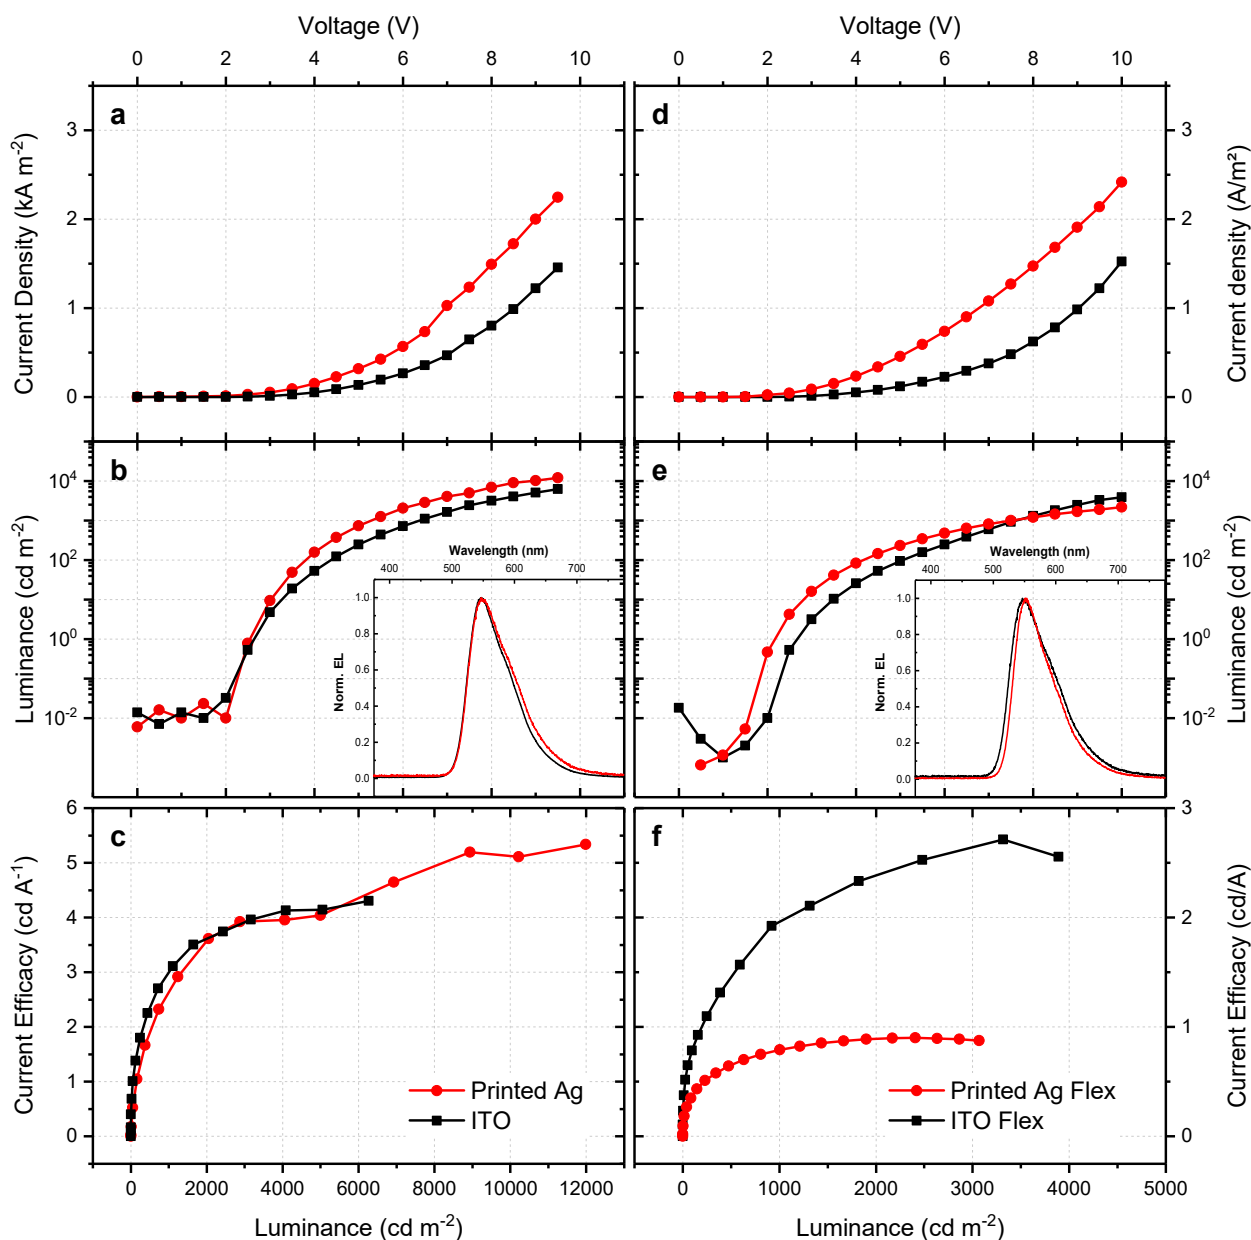 Voltage (V)
Voltage (V)
0 2 4 6 8 10
0 2 4 6 8 10
a
d
Current Density (kA m-2)
3
2
1
0
Current density (A/m²)
3
2
1
0
b
e
Luminance (cd m-2)
10^4
10^2
10^0
10^-2
Luminance (cd m-2)
10^4
10^2
10^0
10^-2
Wavelength (nm)
400 500 600 700
Norm. EL
1.0
0.8
0.6
0.4
0.2
0.0
Wavelength (nm)
400 500 600 700
Norm. EL
1.0
0.8
0.6
0.4
0.2
0.0
c
f
Current Efficacy (cd A-1)
6
5
4
3
2
1
0
Printed Ag
ITO
Current Efficacy (cd/A)
3
2
1
0
Printed Ag Flex
ITO Flex
0 2000 4000 6000 8000 10000 12000
0 1000 2000 3000 4000 5000
Luminance (cd m-2)
Luminance (cd m-2)